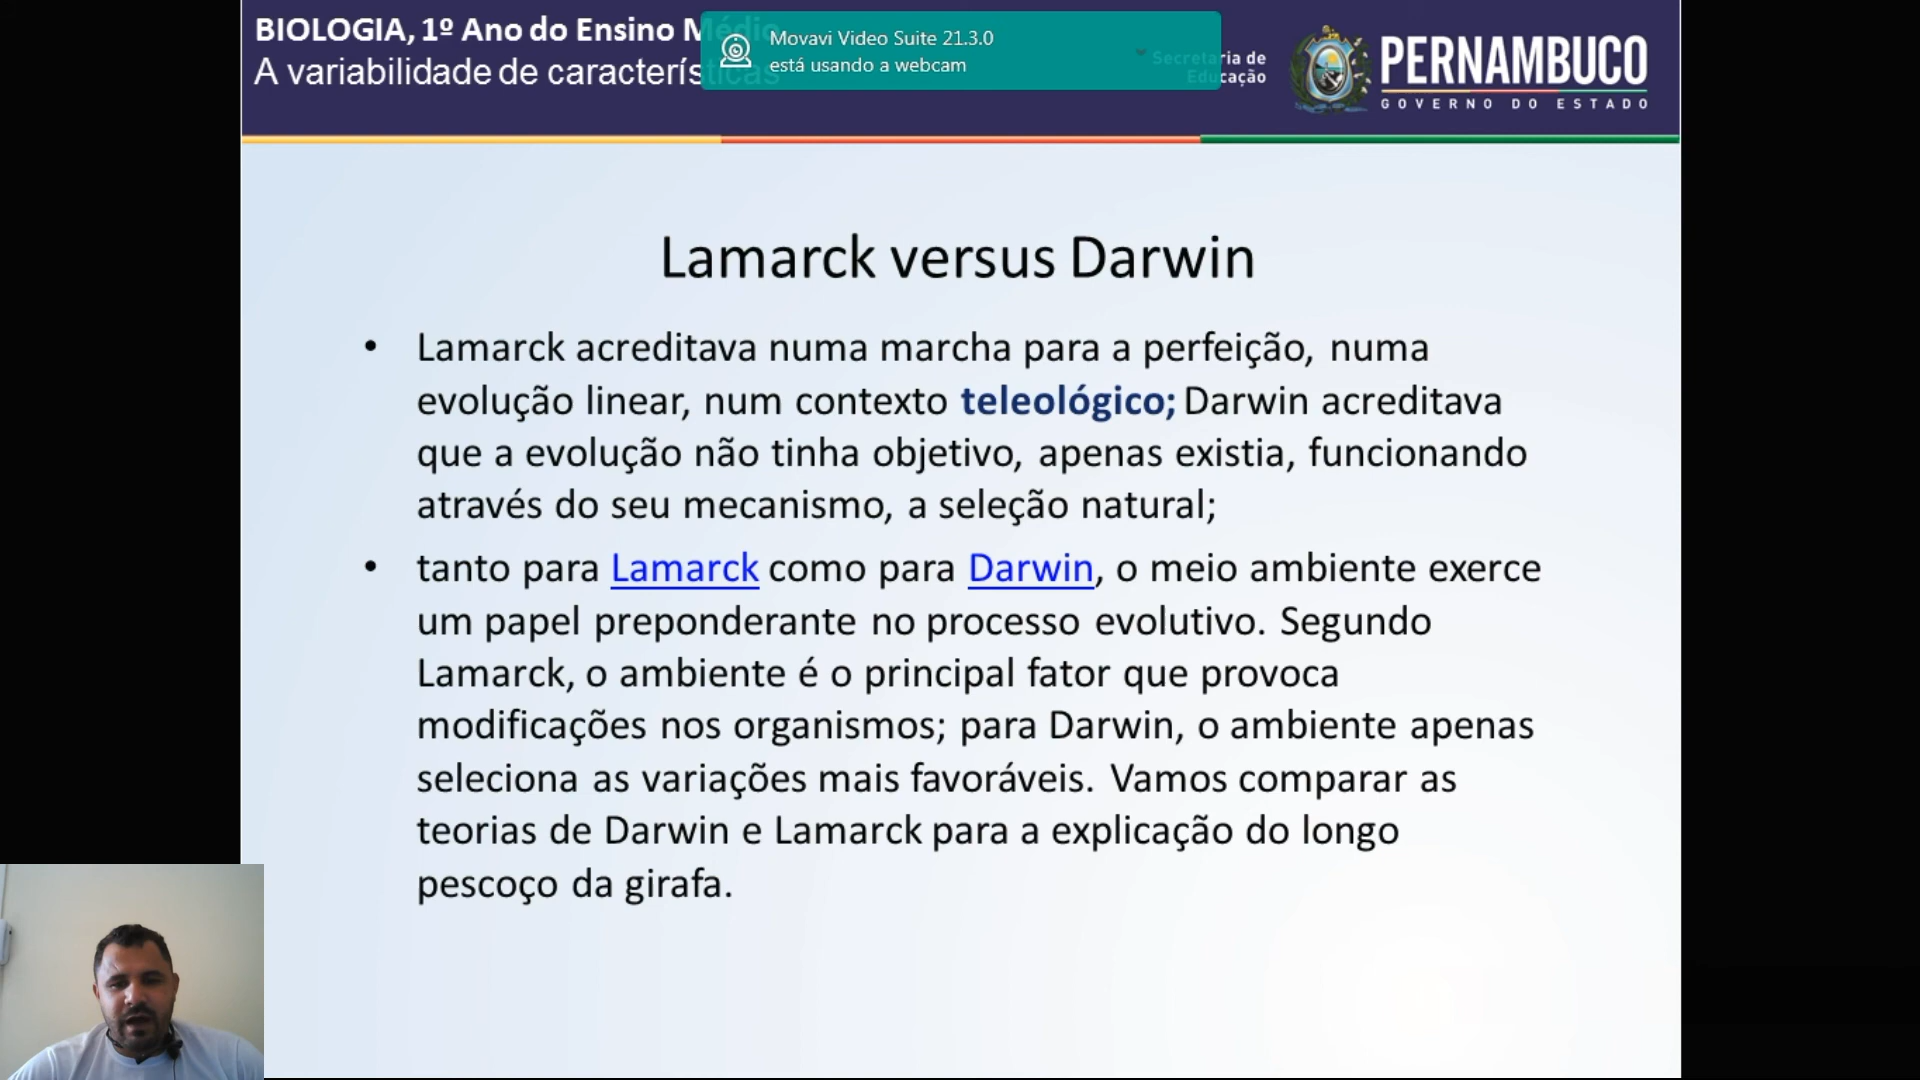 BIOLOGIA, 1º Ano do Ensino Médio
A variabilidade de características
Movavi Video Suite 21.3.0
está usando a webcam
Secretaria de
Educação
PERNAMBUCO
GOVERNO DO ESTADO
Lamarck versus Darwin
• Lamarck acreditava numa marcha para a perfeição, numa
evolução linear, num contexto teleológico; Darwin acreditava
que a evolução não tinha objetivo, apenas existia, funcionando
através do seu mecanismo, a seleção natural;
• tanto para Lamarck como para Darwin, o meio ambiente exerce
um papel preponderante no processo evolutivo. Segundo
Lamarck, o ambiente é o principal fator que provoca
modificações nos organismos; para Darwin, o ambiente apenas
seleciona as variações mais favoráveis. Vamos comparar as
teorias de Darwin e Lamarck para a explicação do longo
pescoço da girafa.